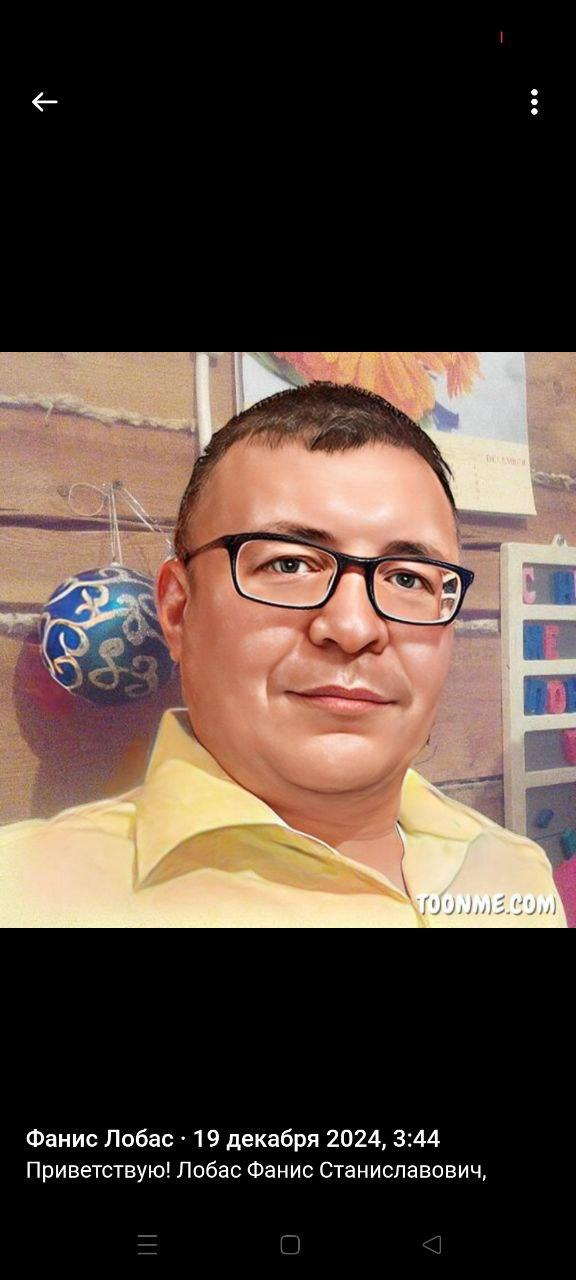 TOONME.COM
Фанис Лобас · 19 декабря 2024, 3:44
Приветствую! Лобас Фанис Станиславович,